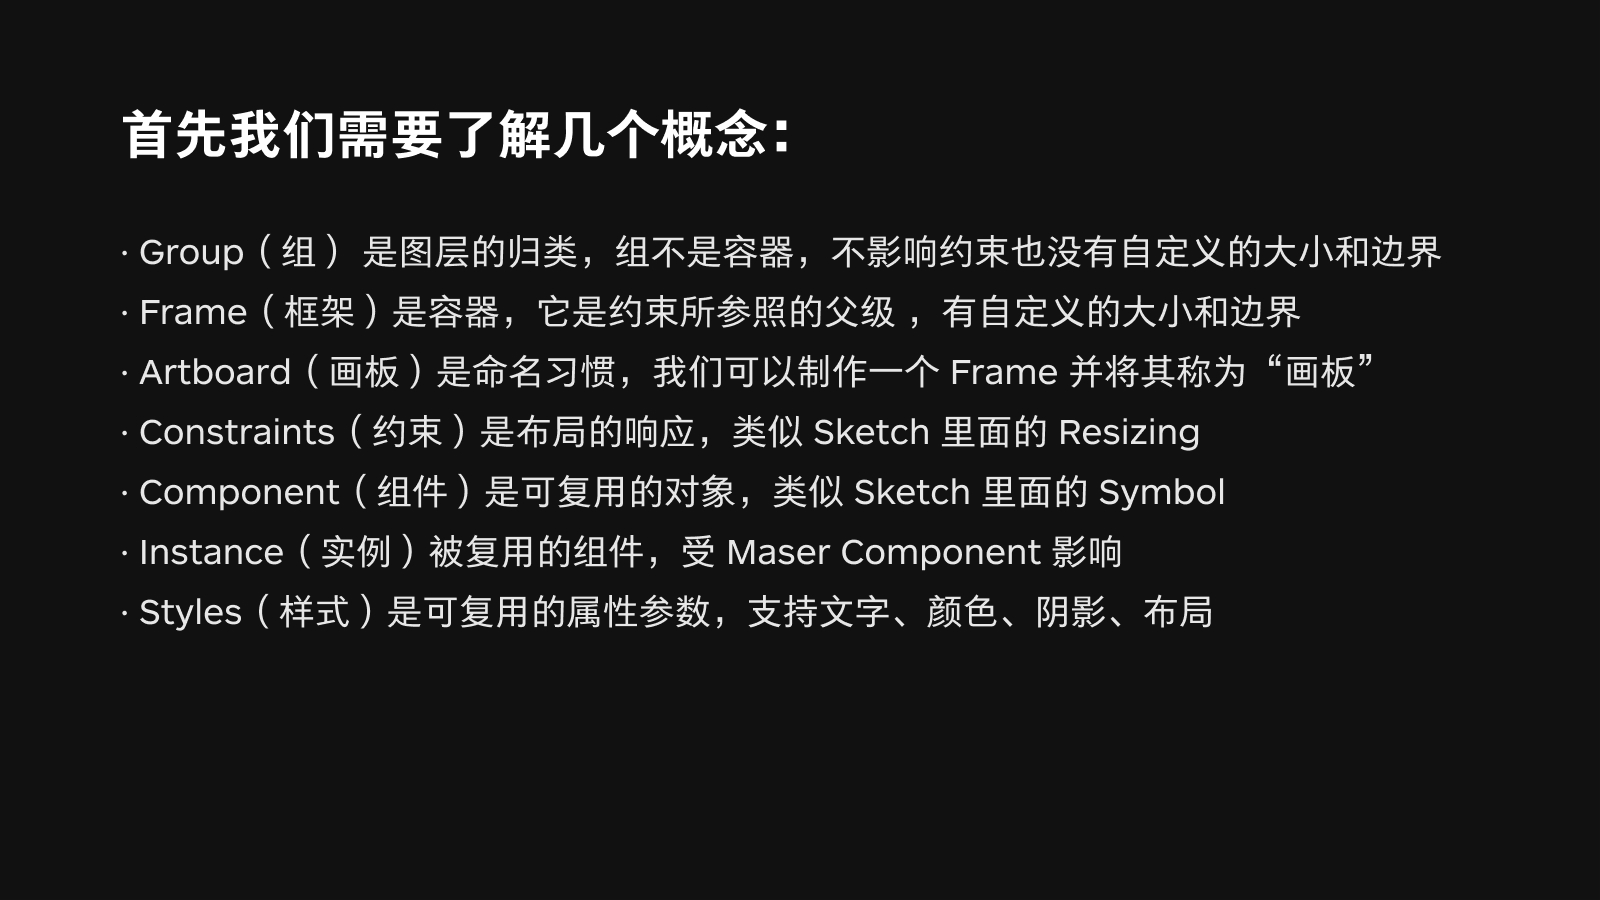 首先我们需要了解几个概念：
· Group（组） 是图层的归类，组不是容器，不影响约束也没有自定义的大小和边界
· Frame（框架）是容器，它是约束所参照的父级 ，有自定义的大小和边界
· Artboard（画板）是命名习惯，我们可以制作一个 Frame 并将其称为“画板”
· Constraints（约束）是布局的响应，类似 Sketch 里面的 Resizing
· Component（组件）是可复用的对象，类似 Sketch 里面的 Symbol
· Instance（实例）被复用的组件，受 Maser Component 影响
· Styles（样式）是可复用的属性参数，支持文字、颜色、阴影、布局